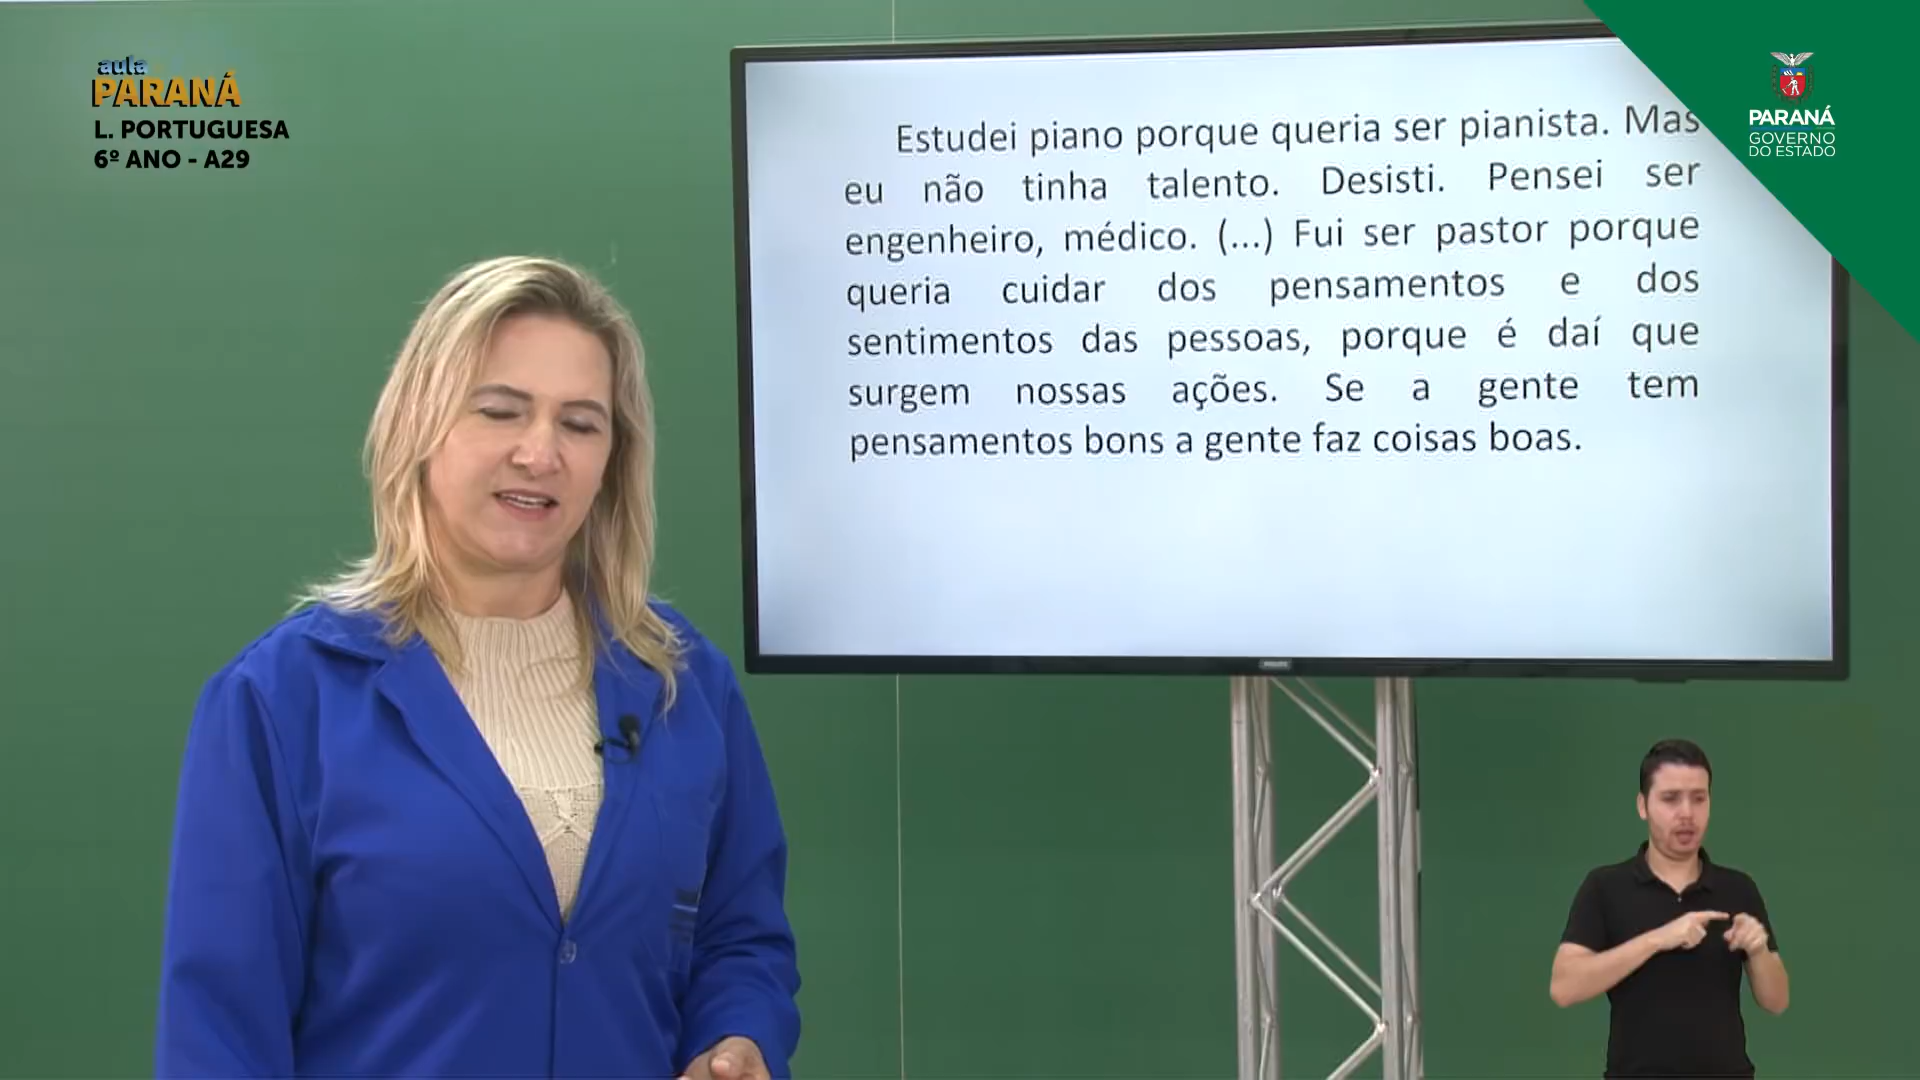 aula
PARANÁ
L. PORTUGUESA
6º ANO - A29
Estudei piano porque queria ser pianista. Mas
eu não tinha talento. Desisti. Pensei ser
engenheiro, médico. (...) Fui ser pastor porque
queria cuidar dos pensamentos e dos
sentimentos das pessoas, porque é daí que
surgem nossas ações. Se a gente tem
pensamentos bons a gente faz coisas boas.
PARANÁ
GOVERNO
DO ESTADO
PHILIPS